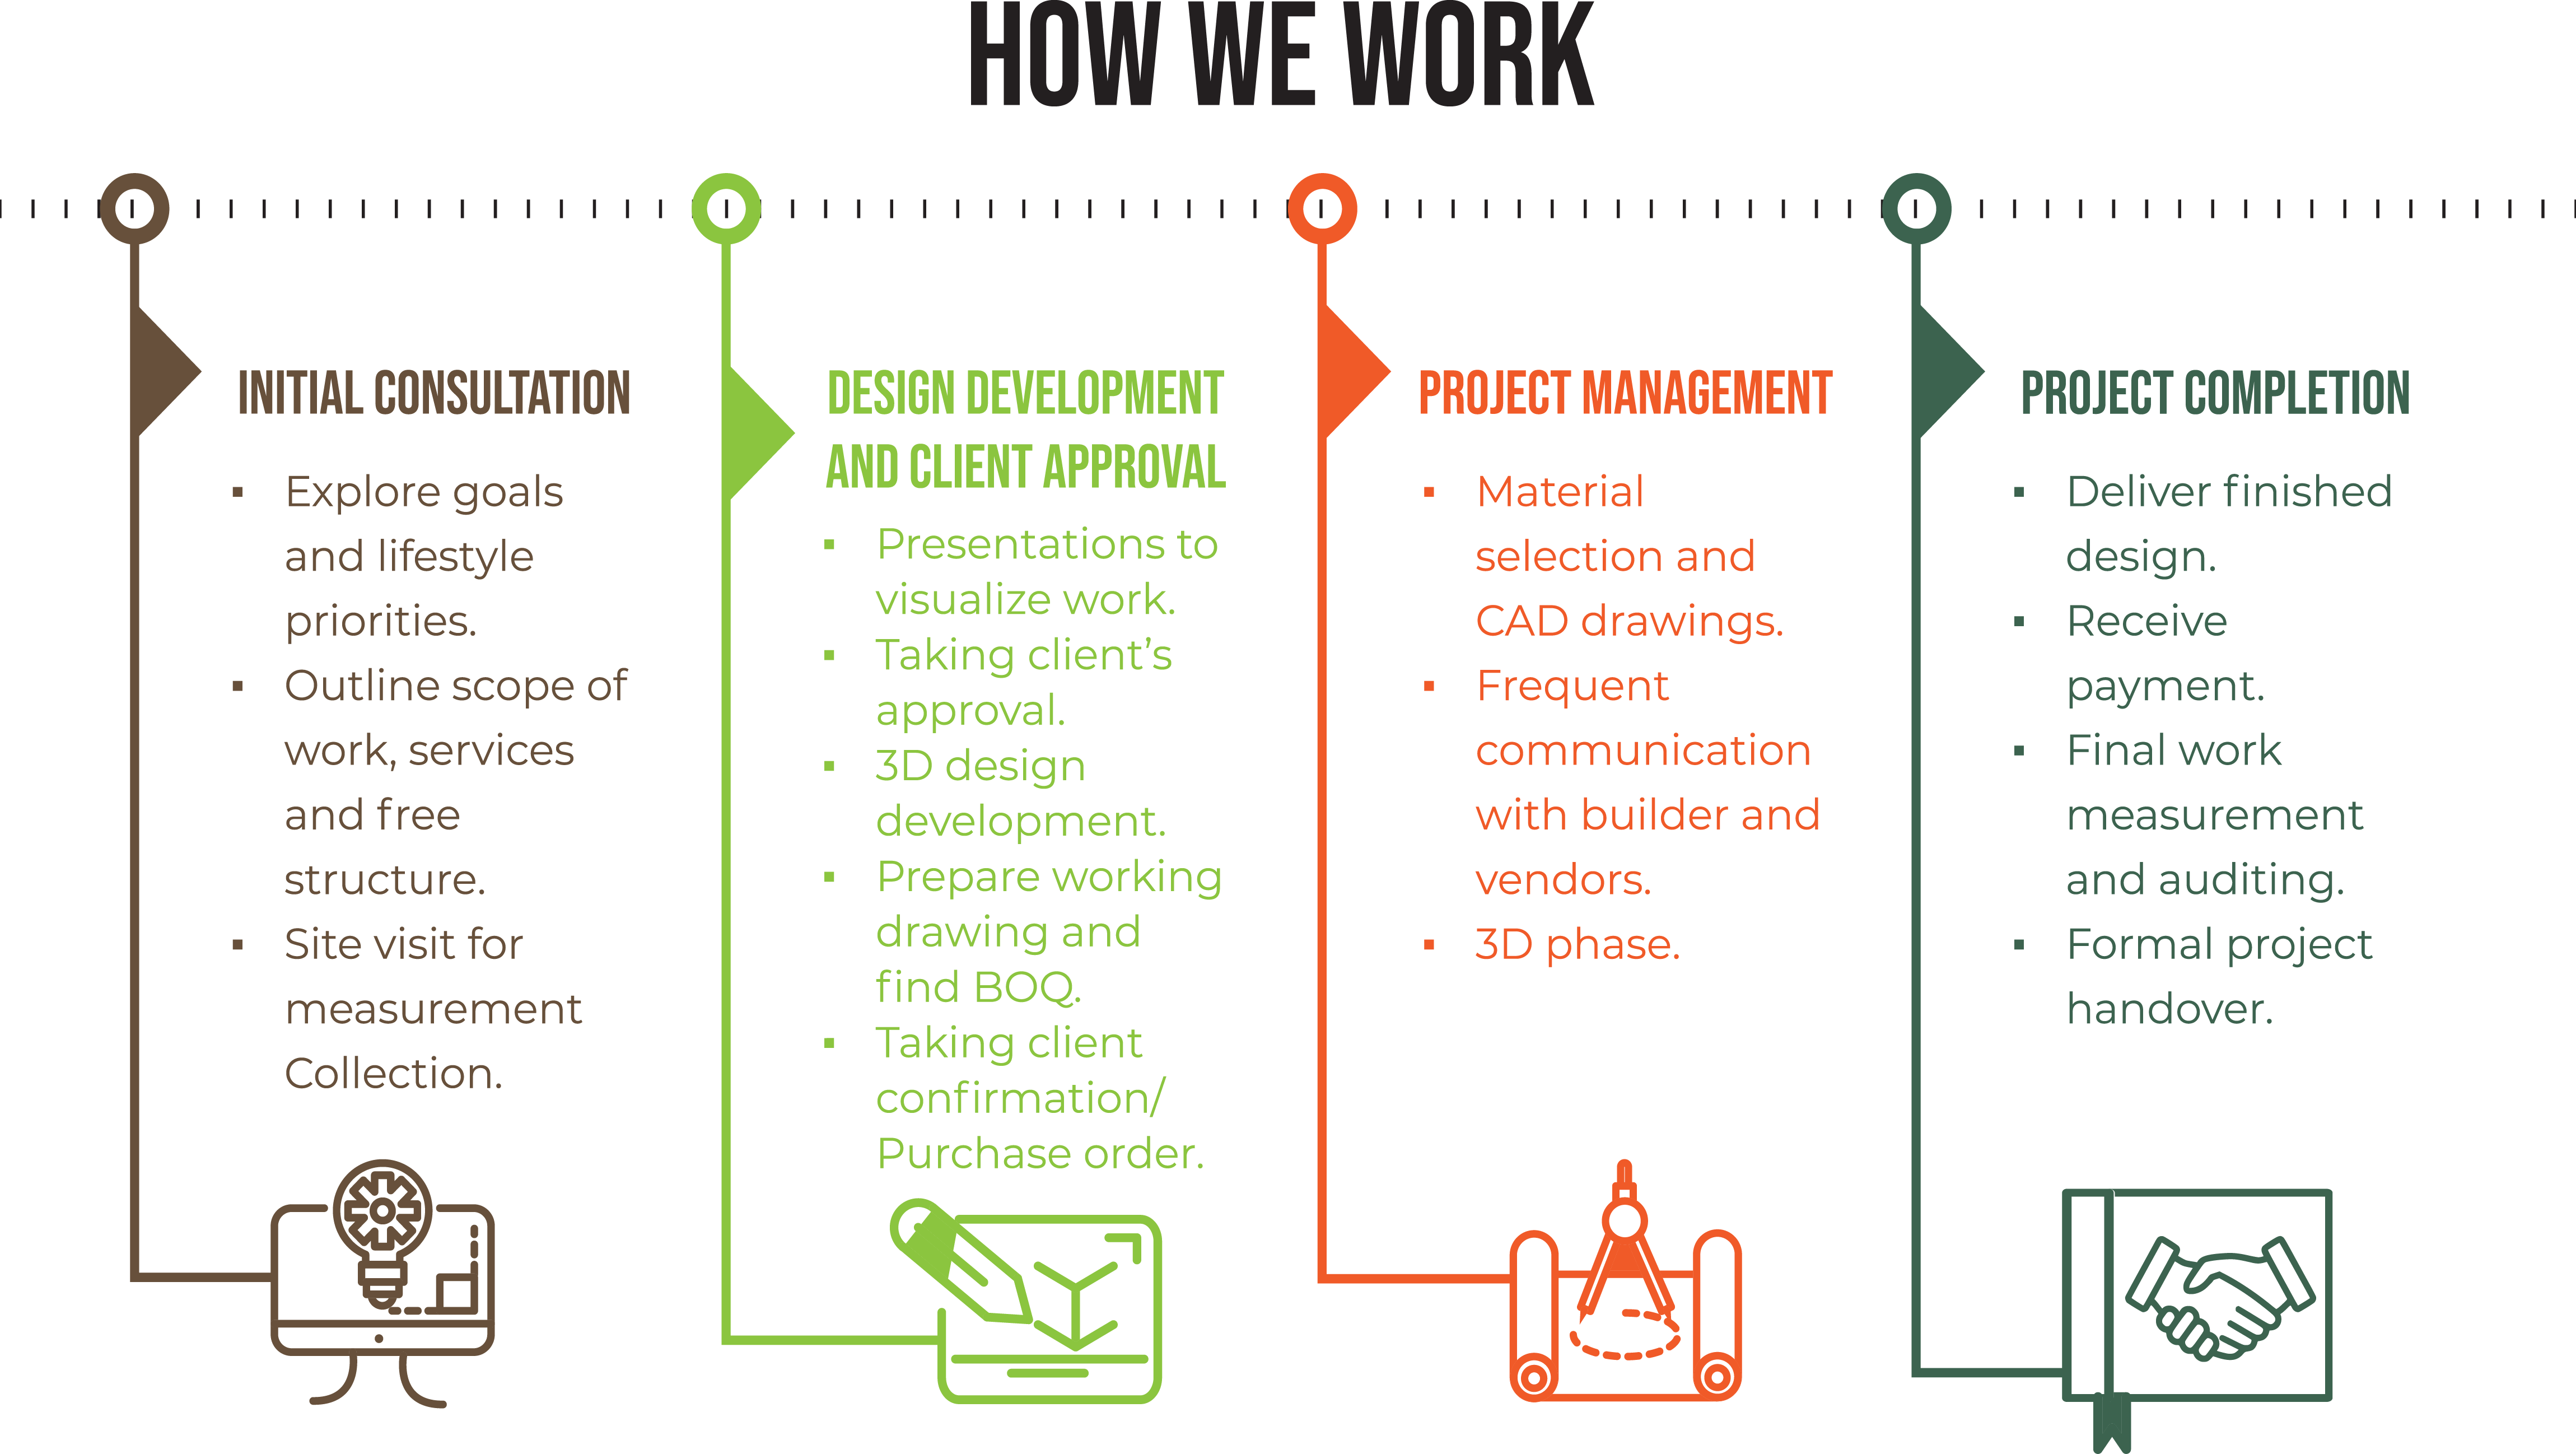 HOW WE WORK
INITIAL CONSULTATION
▪ Explore goals
and lifestyle
priorities.
▪ Outline scope of
work, services
and free
structure.
▪ Site visit for
measurement
Collection.
DESIGN DEVELOPMENT
AND CLIENT APPROVAL
▪ Presentations to
visualize work.
▪ Taking client’s
approval.
▪ 3D design
development.
▪ Prepare working
drawing and
find BOQ.
▪ Taking client
confirmation/
Purchase order.
PROJECT MANAGEMENT
▪ Material
selection and
CAD drawings.
▪ Frequent
communication
with builder and
vendors.
▪ 3D phase.
PROJECT COMPLETION
▪ Deliver finished
design.
▪ Receive
payment.
▪ Final work
measurement
and auditing.
▪ Formal project
handover.